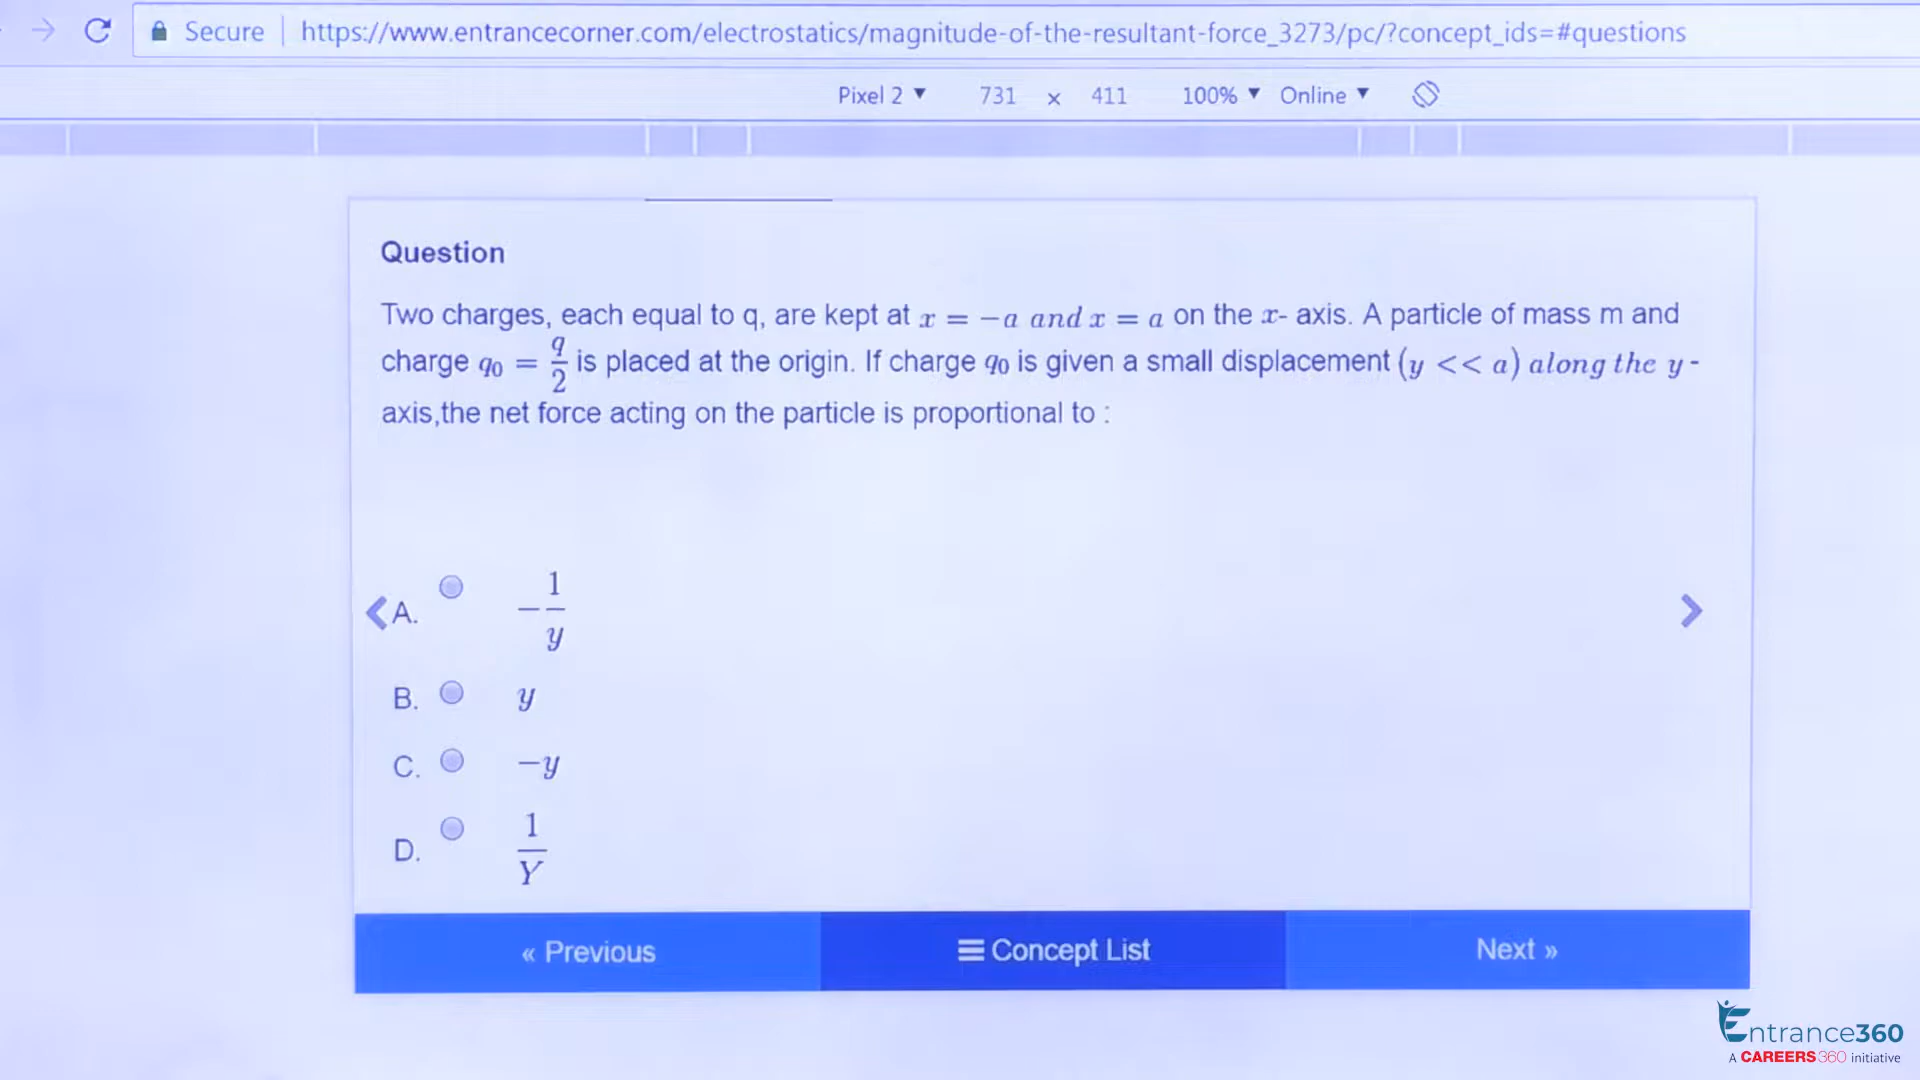 Secure
https://www.entrancecorner.com/electrostatics/magnitude-of-the-resultant-force_3273/pc/?concept_ids=#questions
Pixel 2 ▼ 731 x 411 100% ▼ Online ▼
Question
Two charges, each equal to q, are kept at x = −a and x = a on the x- axis. A particle of mass m and
charge q₀ = q/2 is placed at the origin. If charge q₀ is given a small displacement (y << a) along the y -
axis,the net force acting on the particle is proportional to :
A. −1/y
B. y
C. −y
D. 1/Y
« Previous
Concept List
Next »
Entrance360
A CAREERS360 initiative